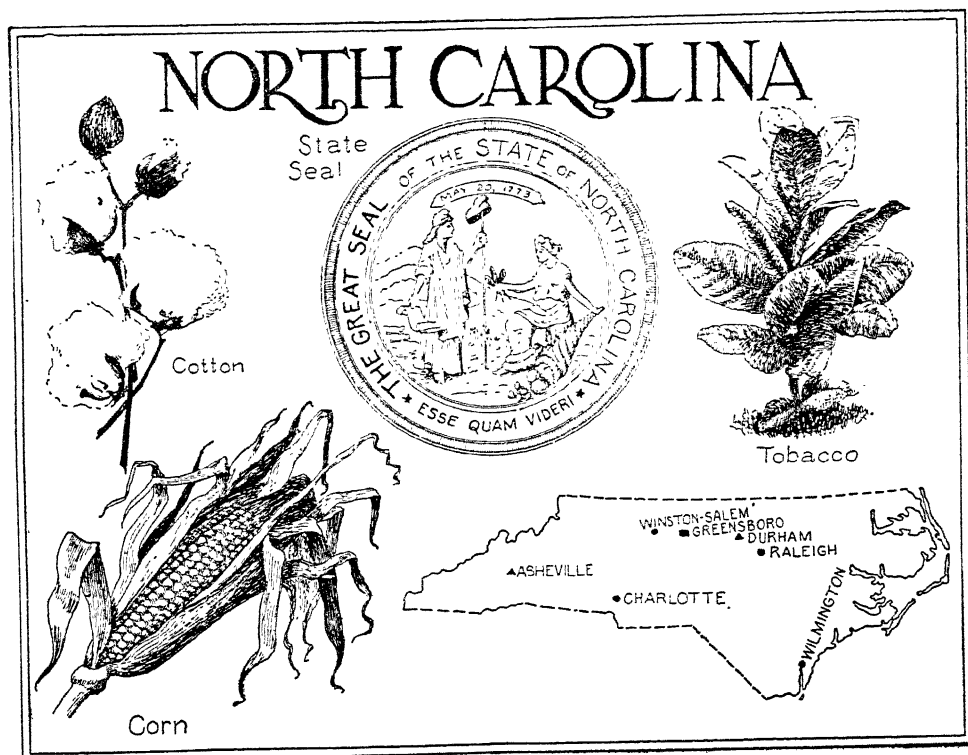 NORTH CAROLINA
State
Seal
THE GREAT SEAL OF THE STATE OF NORTH CAROLINA
MAY 20, 1773
★ ESSE QUAM VIDERI ★
Cotton
Tobacco
Corn
WINSTON-SALEM
GREENSBORO
DURHAM
RALEIGH
ASHEVILLE
CHARLOTTE
WILMINGTON